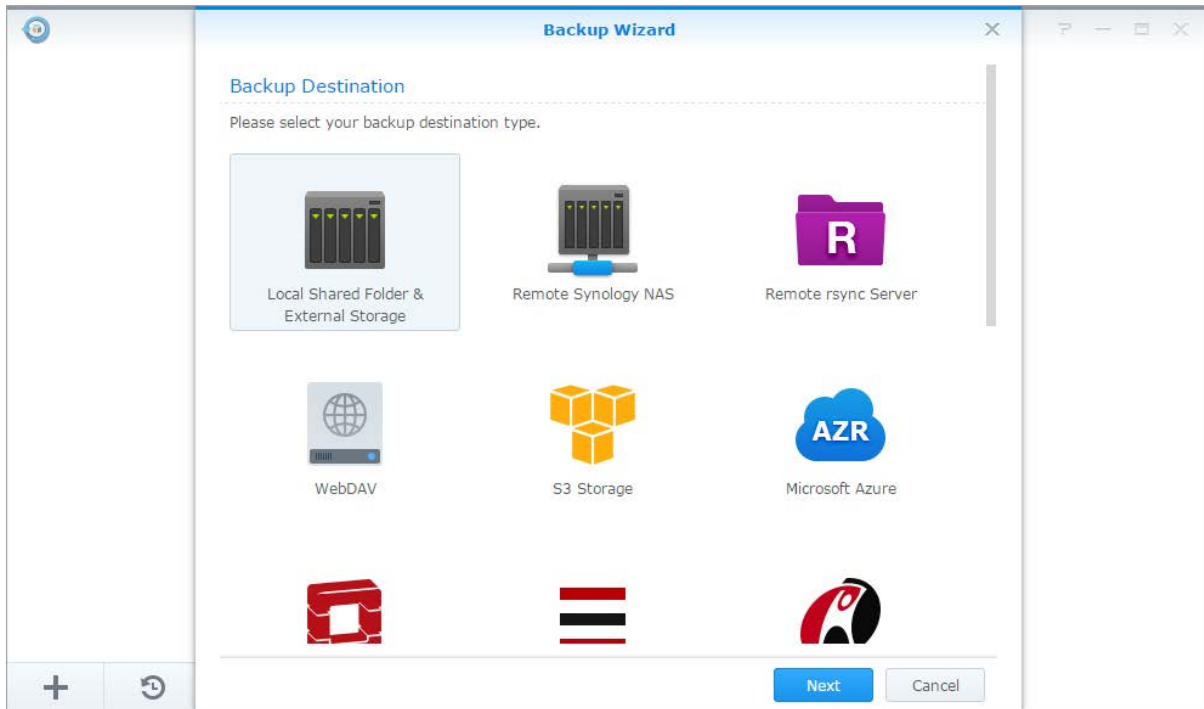 Backup Wizard
Backup Destination
Please select your backup destination type.
Local Shared Folder &
External Storage
Remote Synology NAS
R
Remote rsync Server
WebDAV
S3 Storage
AZR
Microsoft Azure
Next
Cancel